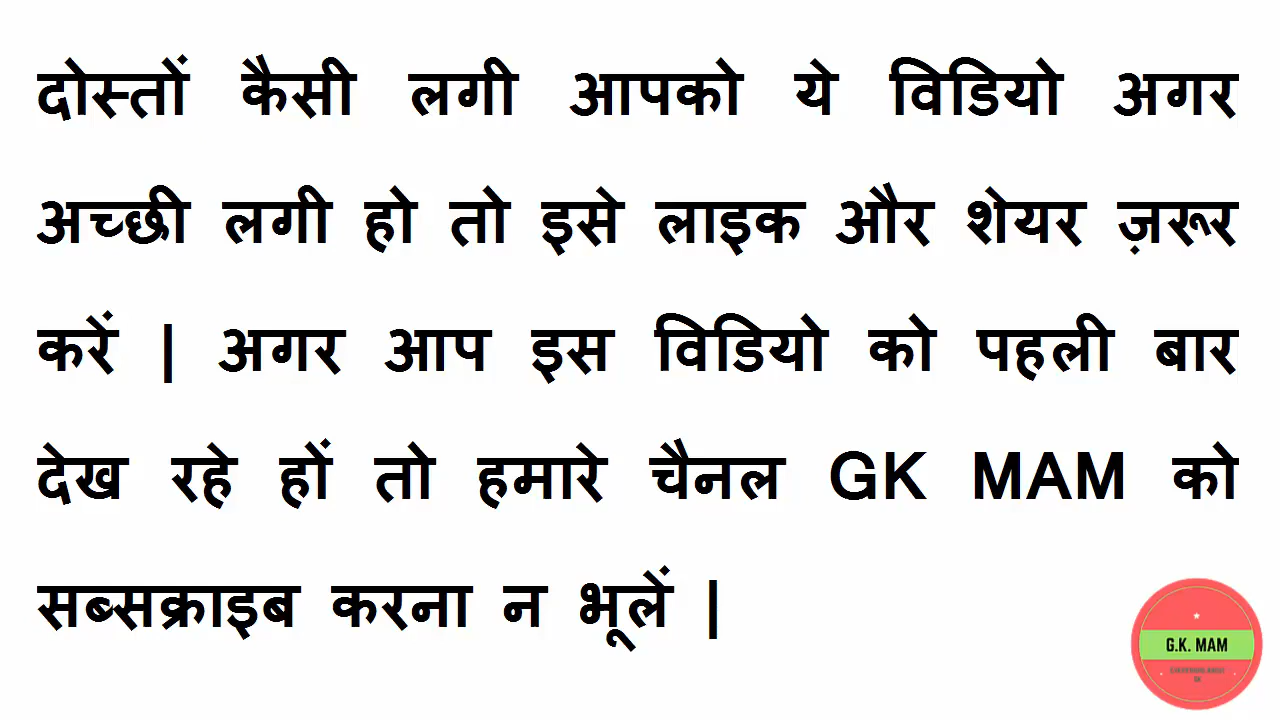 दोस्तों कैसी लगी आपको ये विडियो अगर
अच्छी लगी हो तो इसे लाइक और शेयर ज़रूर
करें | अगर आप इस विडियो को पहली बार
देख रहे हों तो हमारे चैनल GK MAM को
सब्सक्राइब करना न भूलें |
G.K. MAM